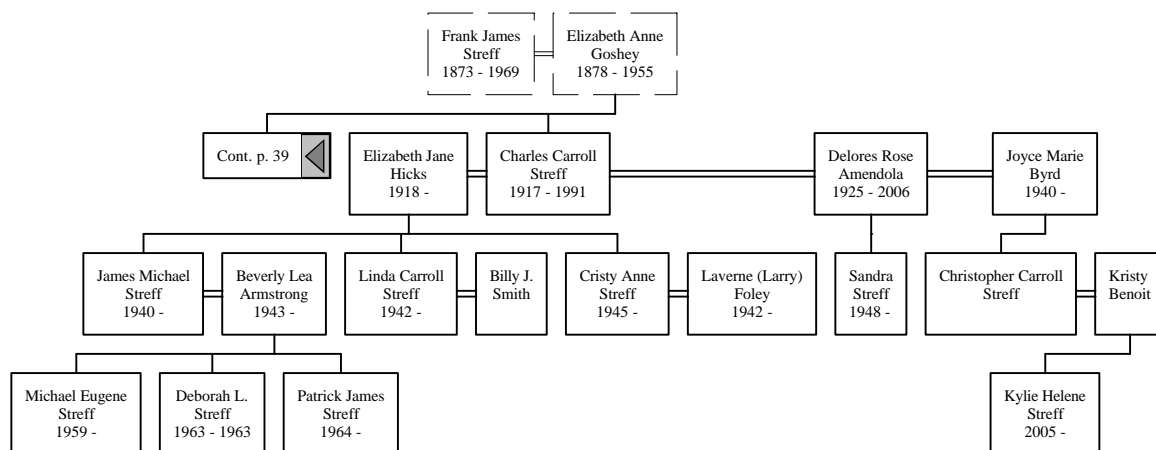 Frank James
Streff
1873 - 1969
Elizabeth Anne
Goshey
1878 - 1955
Cont. p. 39
Elizabeth Jane
Hicks
1918 -
Charles Carroll
Streff
1917 - 1991
Delores Rose
Amendola
1925 - 2006
Joyce Marie
Byrd
1940 -
James Michael
Streff
1940 -
Beverly Lea
Armstrong
1943 -
Linda Carroll
Streff
1942 -
Billy J.
Smith
Cristy Anne
Streff
1945 -
Laverne (Larry)
Foley
1942 -
Sandra
Streff
1948 -
Christopher Carroll
Streff
Kristy
Benoit
Michael Eugene
Streff
1959 -
Deborah L.
Streff
1963 - 1963
Patrick James
Streff
1964 -
Kylie Helene
Streff
2005 -